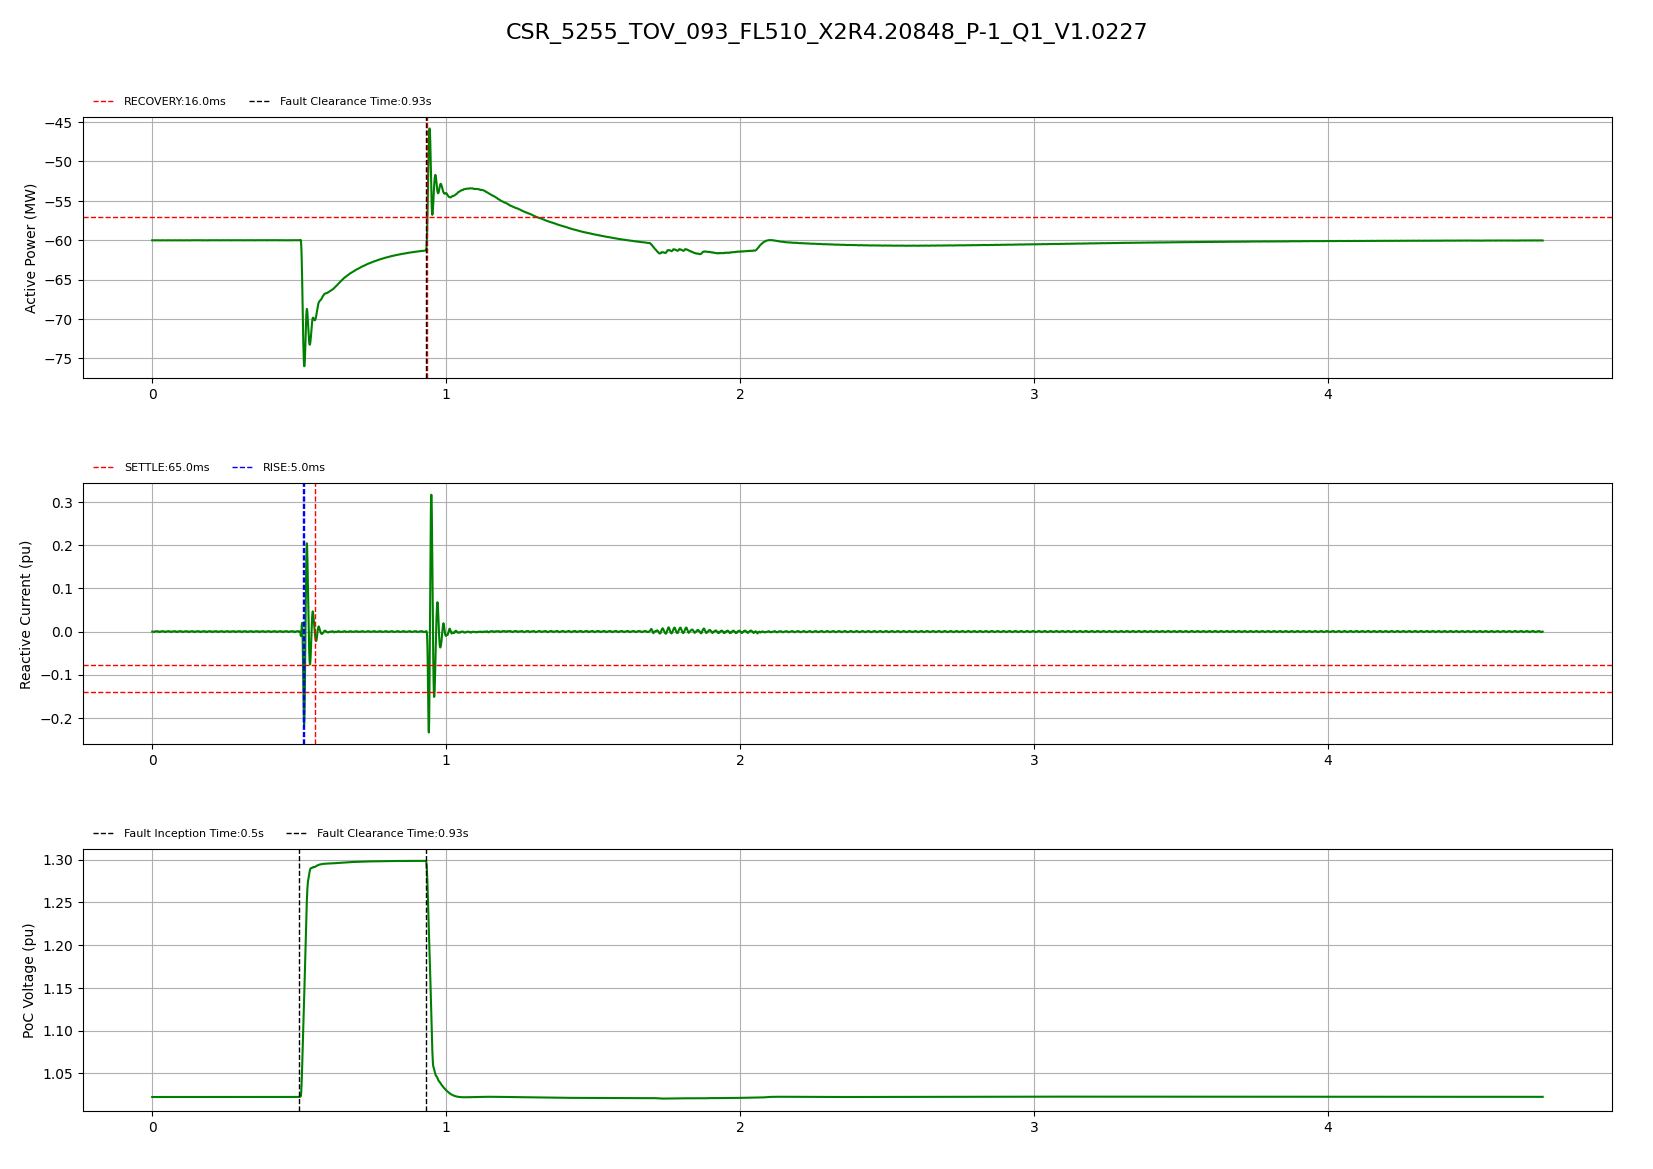 CSR_5255_TOV_093_FL510_X2R4.20848_P-1_Q1_V1.0227
RECOVERY:16.0ms Fault Clearance Time:0.93s
Active Power (MW)
−45
−50
−55
−60
−65
−70
−75
0 1 2 3 4
SETTLE:65.0ms RISE:5.0ms
Reactive Current (pu)
0.3
0.2
0.1
0.0
−0.1
−0.2
0 1 2 3 4
Fault Inception Time:0.5s Fault Clearance Time:0.93s
PoC Voltage (pu)
1.30
1.25
1.20
1.15
1.10
1.05
0 1 2 3 4